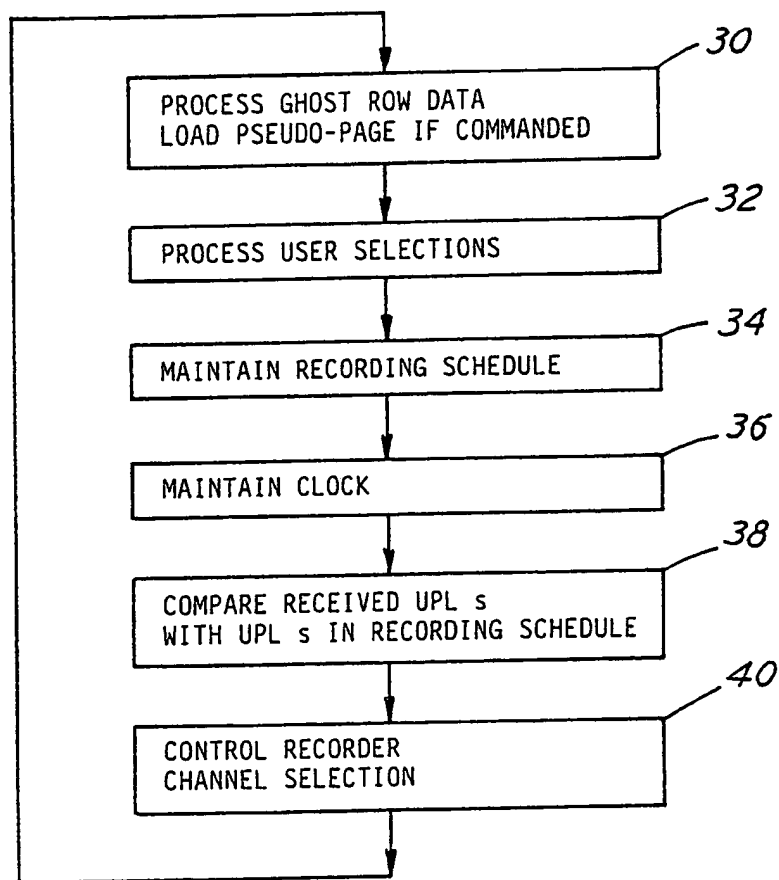 30
PROCESS GHOST ROW DATA
LOAD PSEUDO-PAGE IF COMMANDED
32
PROCESS USER SELECTIONS
34
MAINTAIN RECORDING SCHEDULE
36
MAINTAIN CLOCK
38
COMPARE RECEIVED UPL s
WITH UPL s IN RECORDING SCHEDULE
40
CONTROL RECORDER
CHANNEL SELECTION